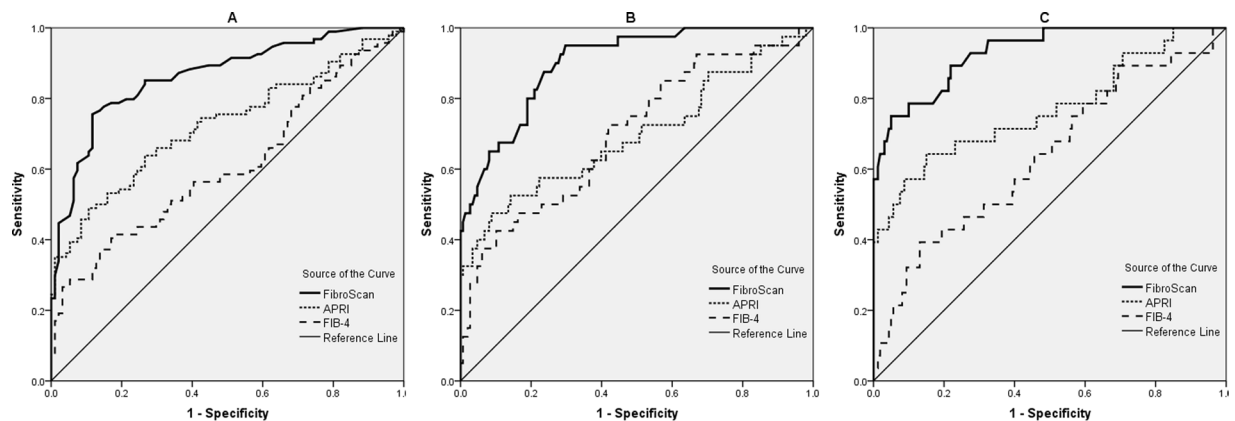 A
1.0
0.8
0.6
0.4
0.2
0.0
Sensitivity
0.0
0.2
0.4
0.6
0.8
1.0
1 - Specificity
Source of the Curve
FibroScan
APRI
FIB-4
Reference Line
B
1.0
0.8
0.6
0.4
0.2
0.0
Sensitivity
0.0
0.2
0.4
0.6
0.8
1.0
1 - Specificity
Source of the Curve
FibroScan
APRI
FIB-4
Reference Line
C
1.0
0.8
0.6
0.4
0.2
0.0
Sensitivity
0.0
0.2
0.4
0.6
0.8
1.0
1 - Specificity
Source of the Curve
FibroScan
APRI
FIB-4
Reference Line